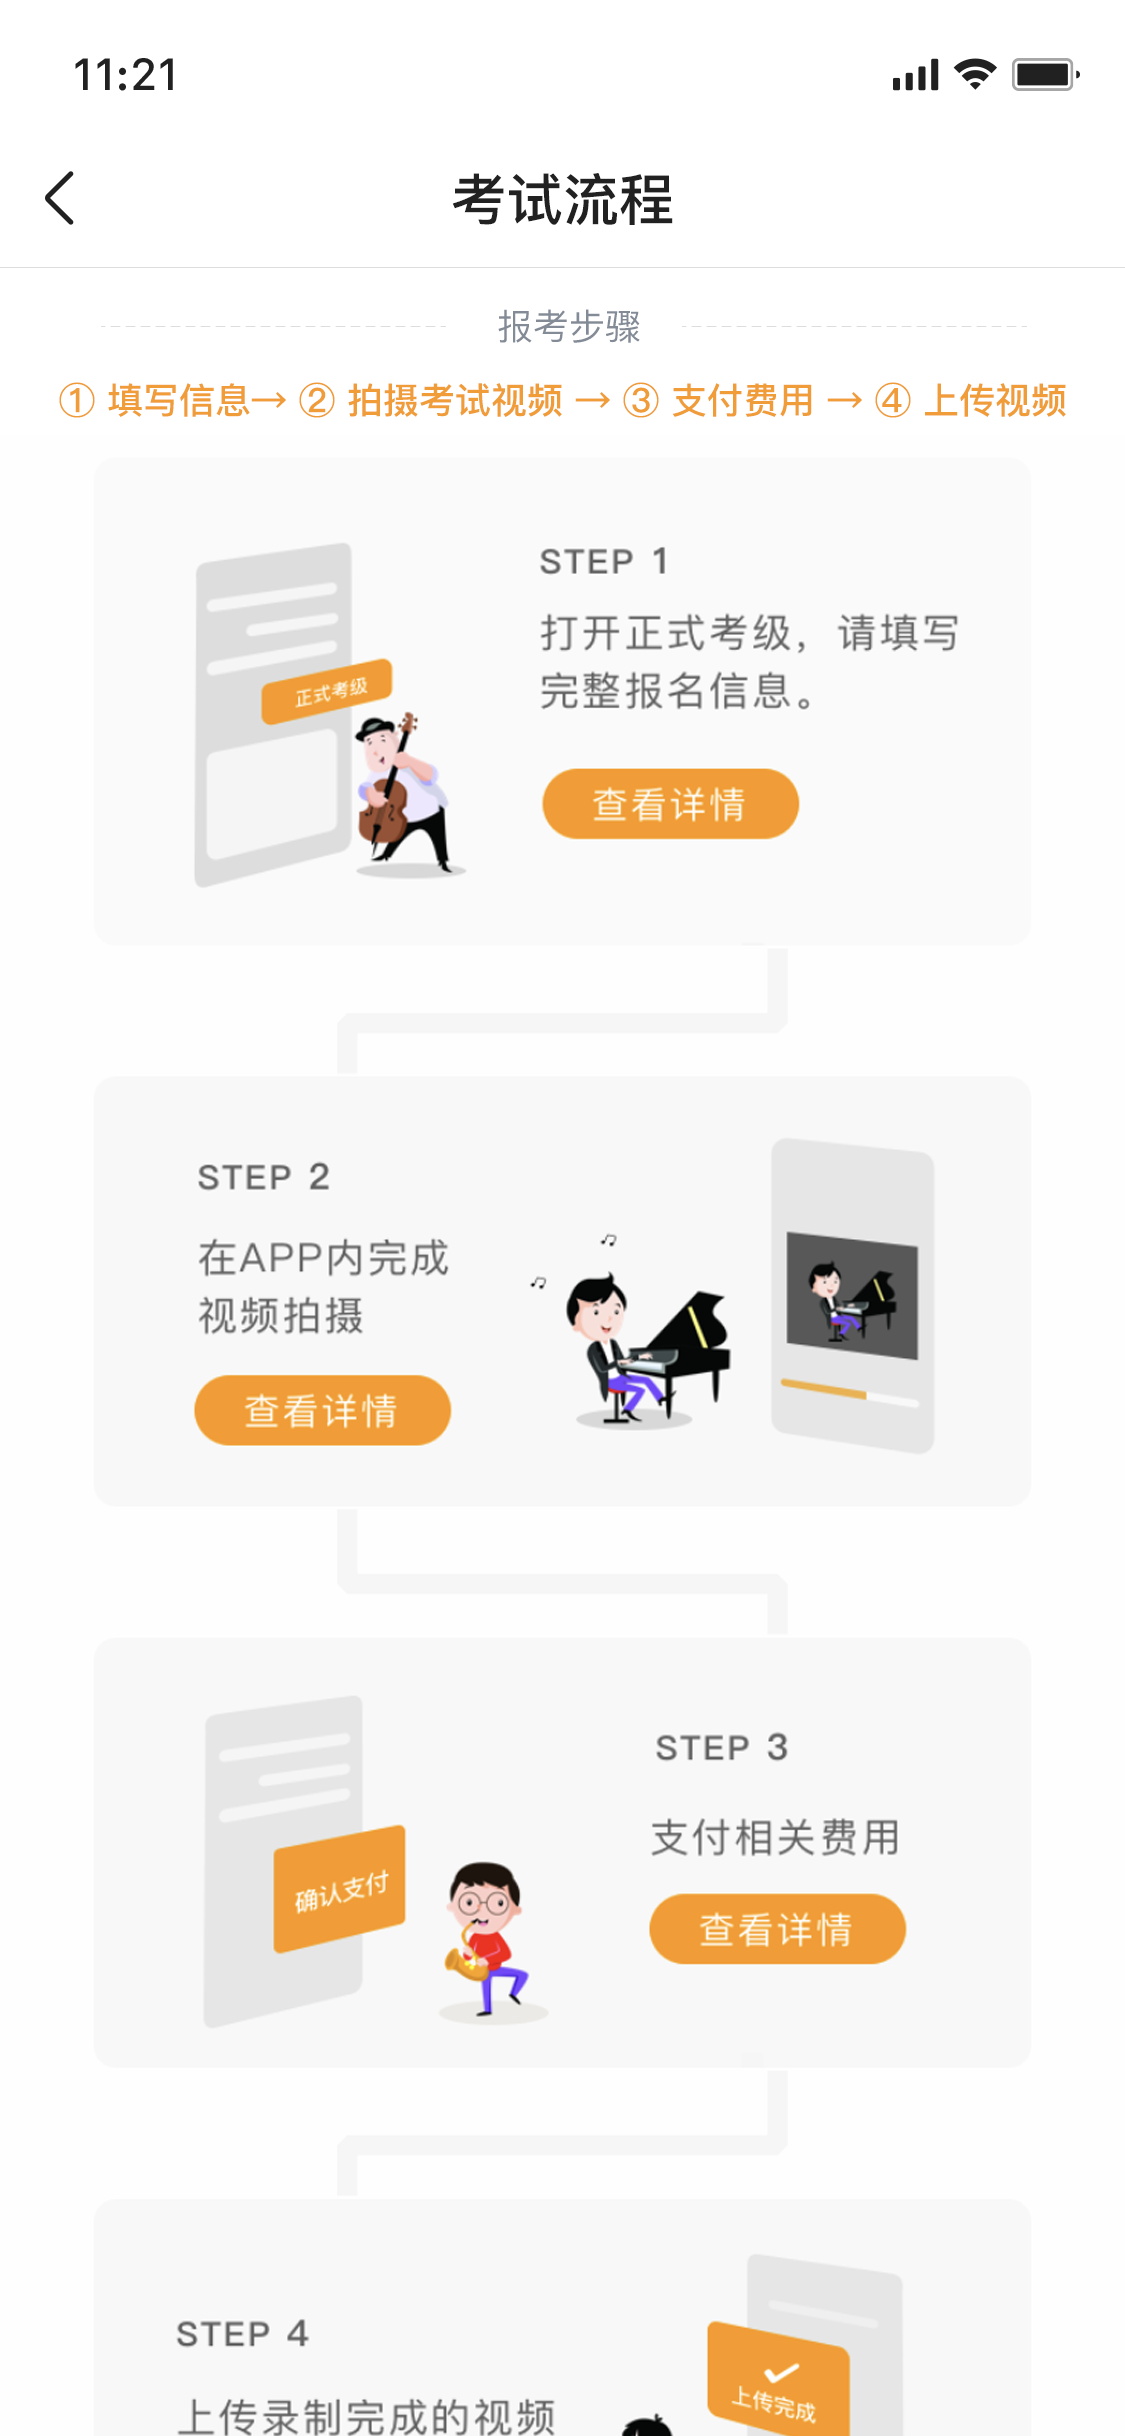 11:21
考试流程
报考步骤
① 填写信息→ ② 拍摄考试视频 → ③ 支付费用 → ④ 上传视频
STEP 1
打开正式考级，请填写
完整报名信息。
正式考级
查看详情
STEP 2
在APP内完成
视频拍摄
查看详情
STEP 3
支付相关费用
确认支付
查看详情
STEP 4
上传录制完成的视频
上传完成